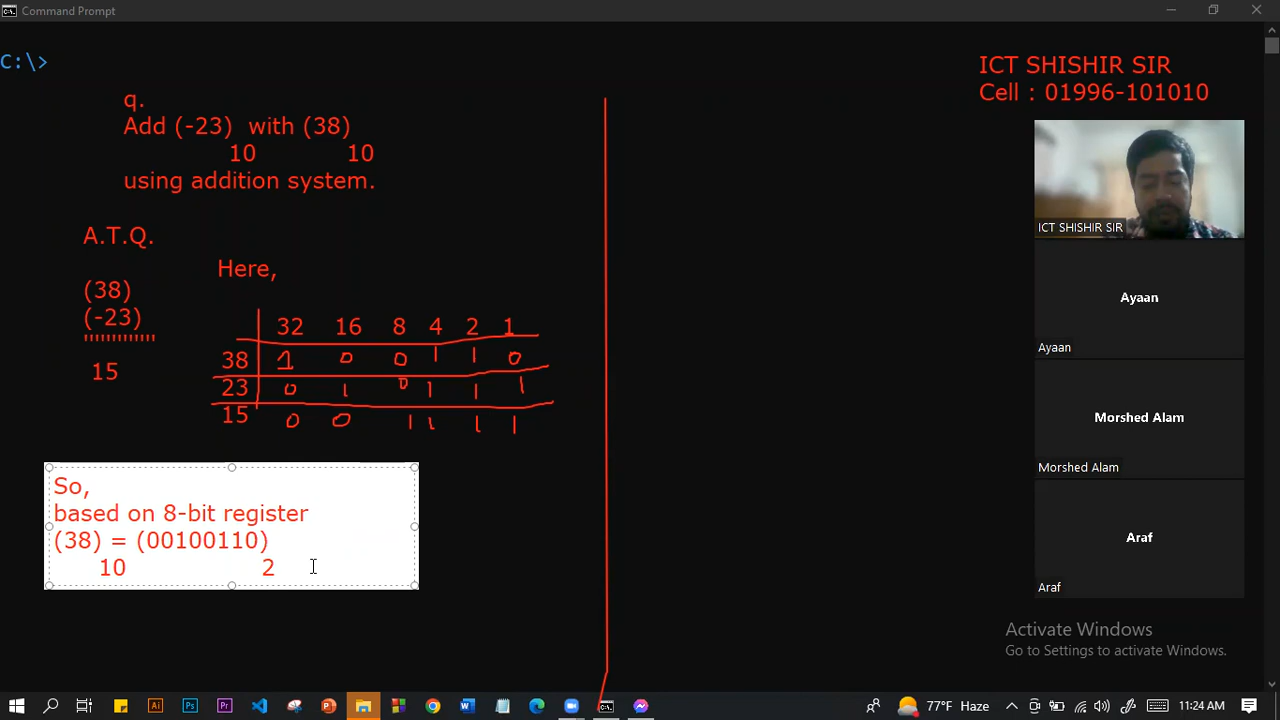 Command Prompt
C:\>
q.
Add (-23) with (38)
10 10
using addition system.
A.T.Q.
(38)
(-23)
'''''''''''''
15
Here,
32 16 8 4 2 1
38 1 0 0 1 1 0
23 0 1 0 1 1 1
15 0 0 1 1 1 1
So,
based on 8-bit register
(38) = (00100110)
10 2
ICT SHISHIR SIR
Cell : 01996-101010
ICT SHISHIR SIR
Ayaan
Ayaan
Morshed Alam
Morshed Alam
Araf
Araf
Activate Windows
Go to Settings to activate Windows.
77°F Haze
11:24 AM